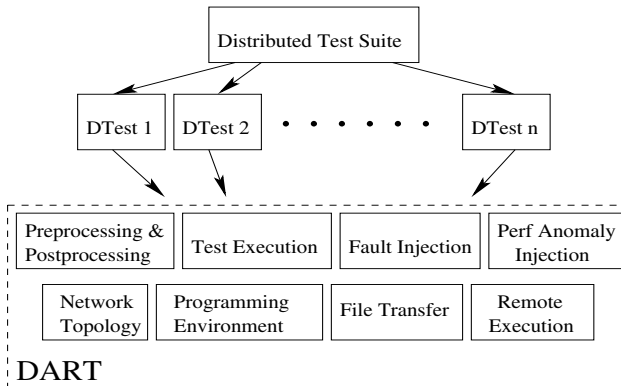 Distributed Test Suite
DTest 1
DTest 2
DTest n
Preprocessing &
Postprocessing
Test Execution
Fault Injection
Perf Anomaly
Injection
Network
Topology
Programming
Environment
File Transfer
Remote
Execution
DART